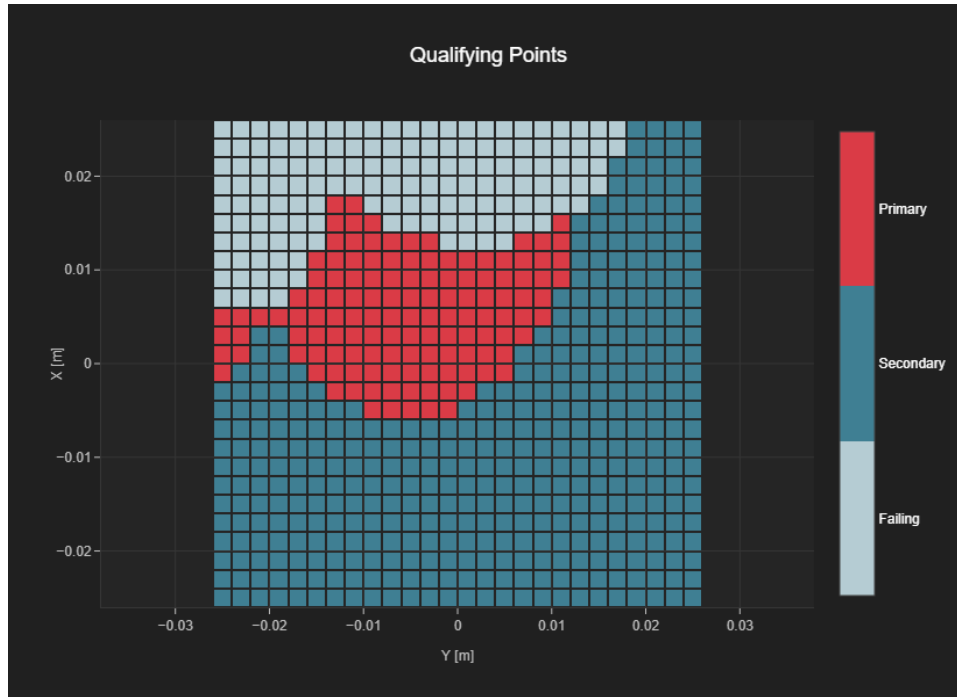 Qualifying Points
0.02
0.01
0
−0.01
−0.02
X [m]
−0.03
−0.02
−0.01
0
0.01
0.02
0.03
Y [m]
Primary
Secondary
Failing